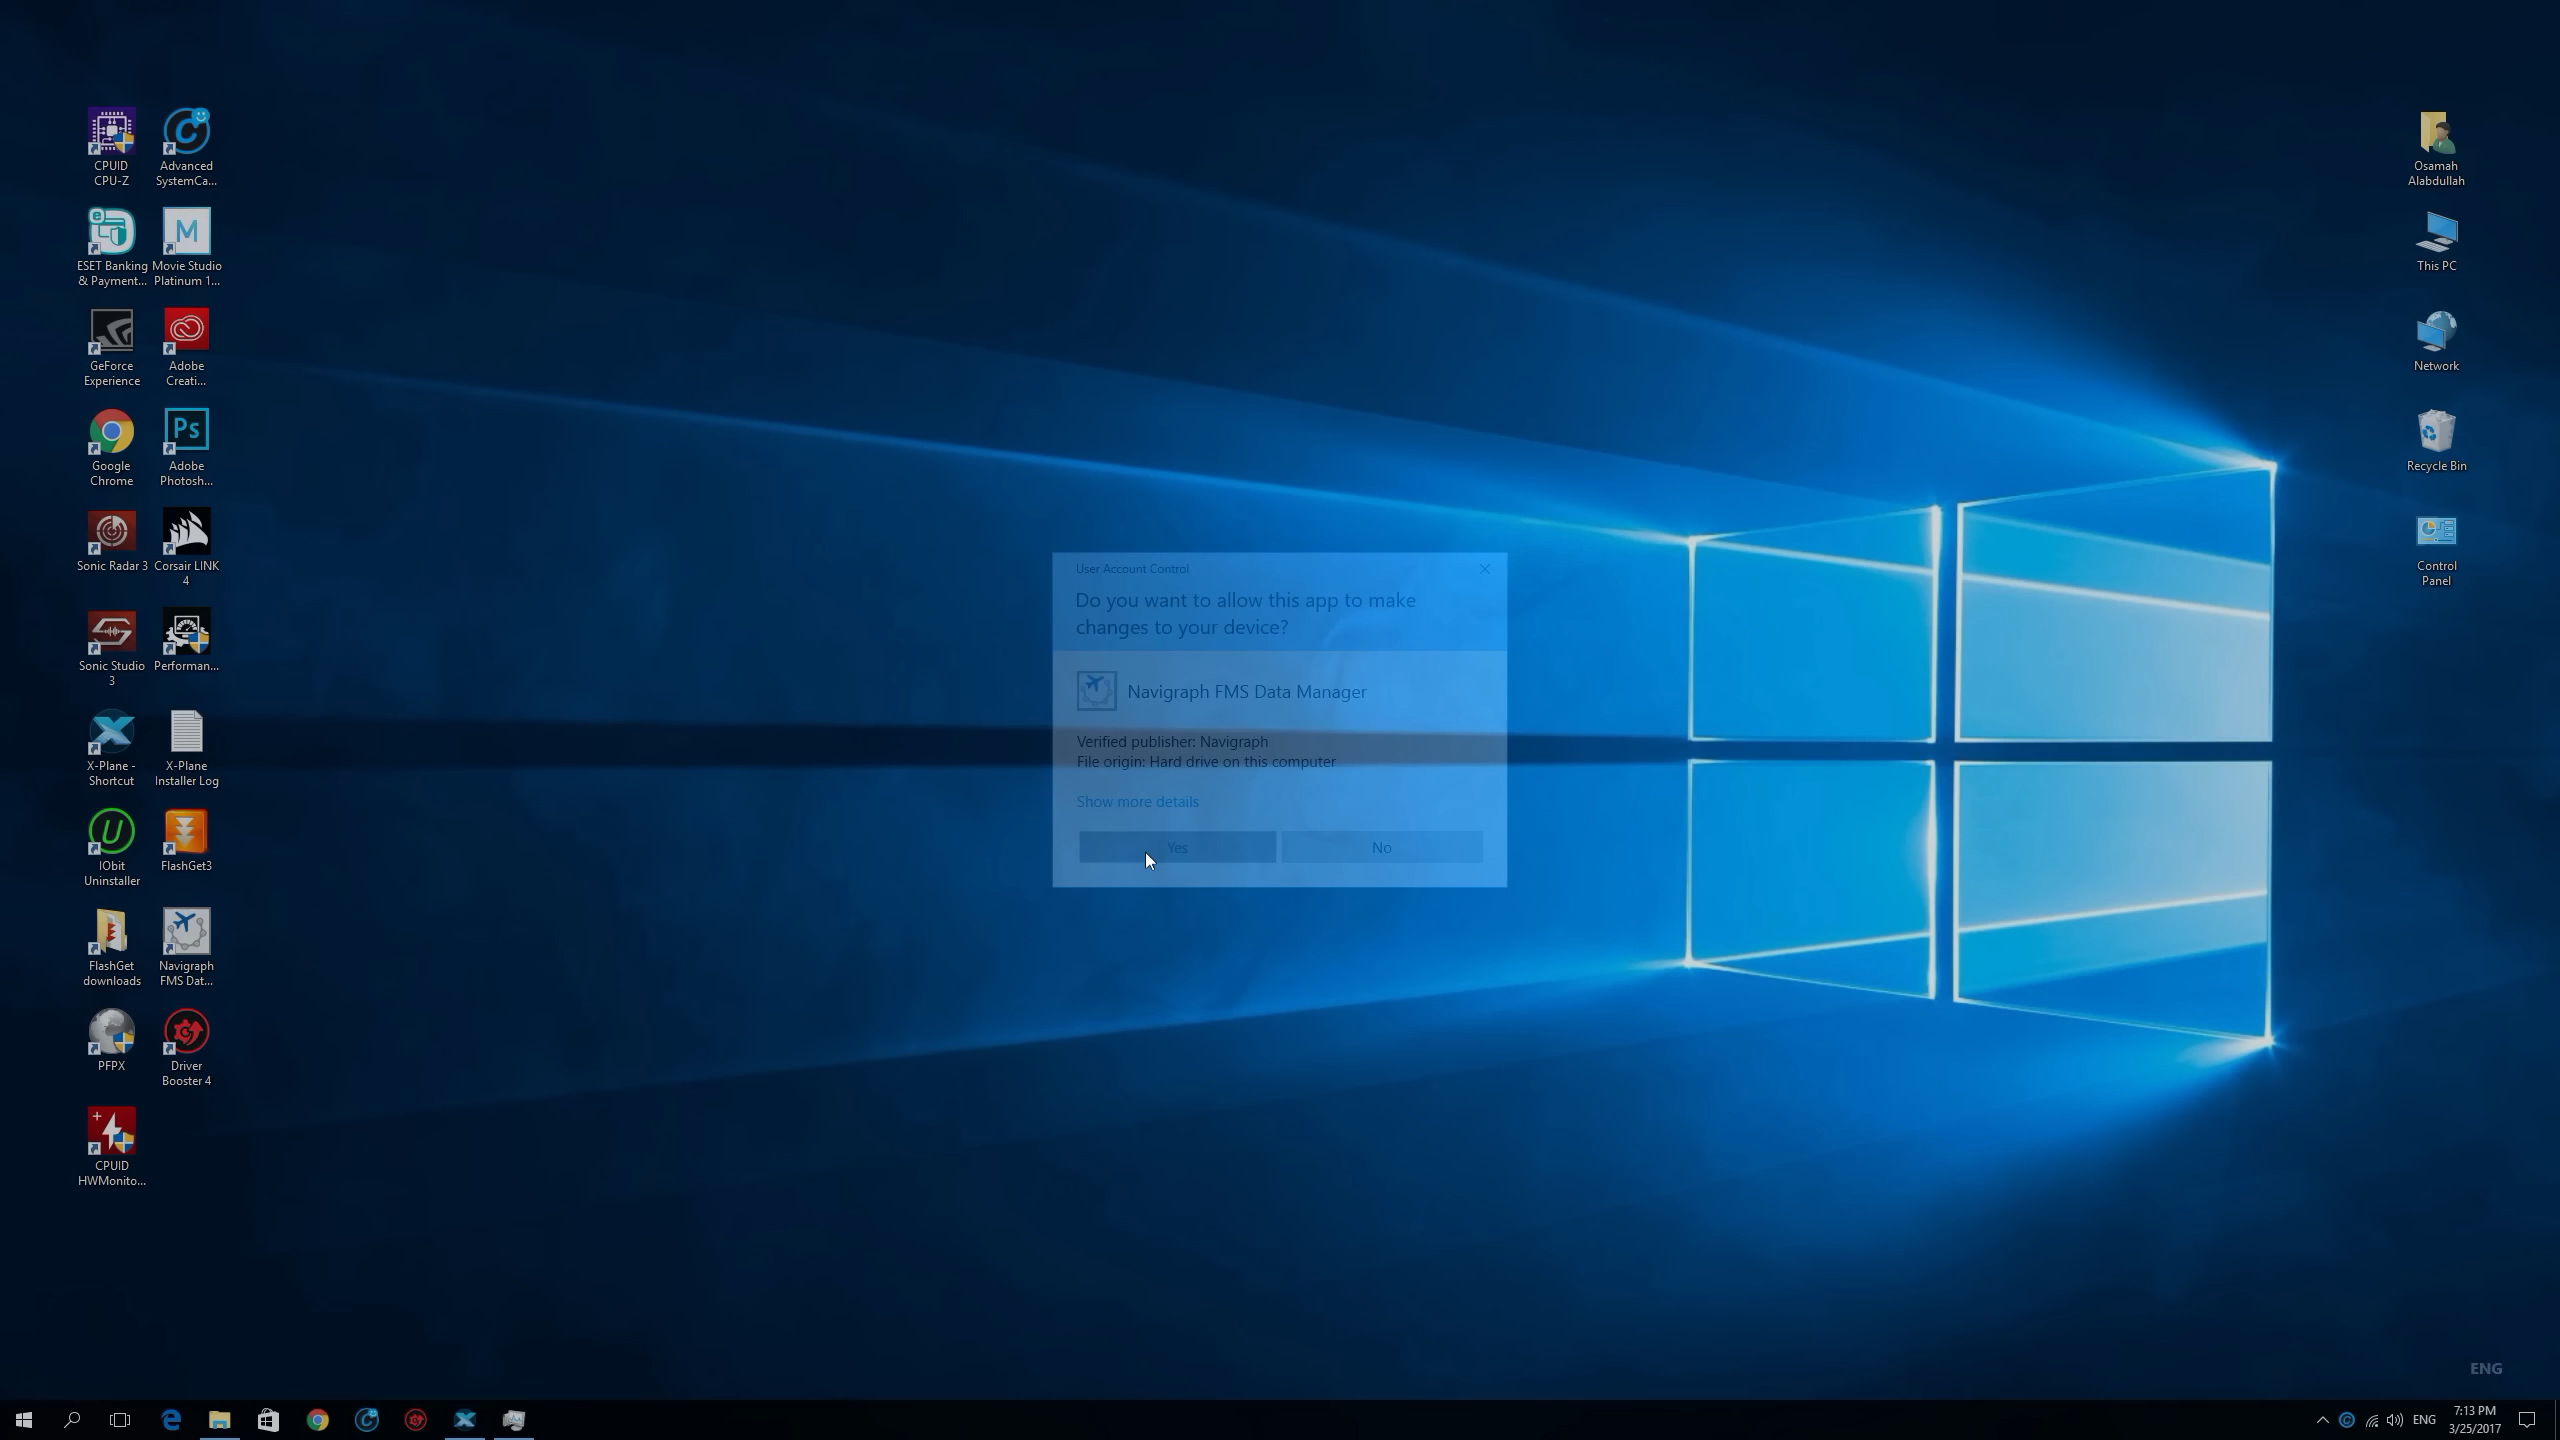 CPUID
CPU-Z
Advanced
SystemCa...
ESET Banking
& Payment...
Movie Studio
Platinum 1...
GeForce
Experience
Adobe
Creati...
Google
Chrome
Ps
Adobe
Photosh...
Sonic Radar 3
Corsair LINK
4
Sonic Studio
3
Performan...
X-Plane -
Shortcut
X-Plane
Installer Log
IObit
Uninstaller
FlashGet3
FlashGet
downloads
Navigraph
FMS Dat...
PFPX
Driver
Booster 4
CPUID
HWMonito...
User Account Control
Do you want to allow this app to make
changes to your device?
Navigraph FMS Data Manager
Verified publisher: Navigraph
File origin: Hard drive on this computer
Show more details
Yes
No
Osamah
Alabdullah
This PC
Network
Recycle Bin
Control
Panel
ENG
ENG
7:13 PM
3/25/2017